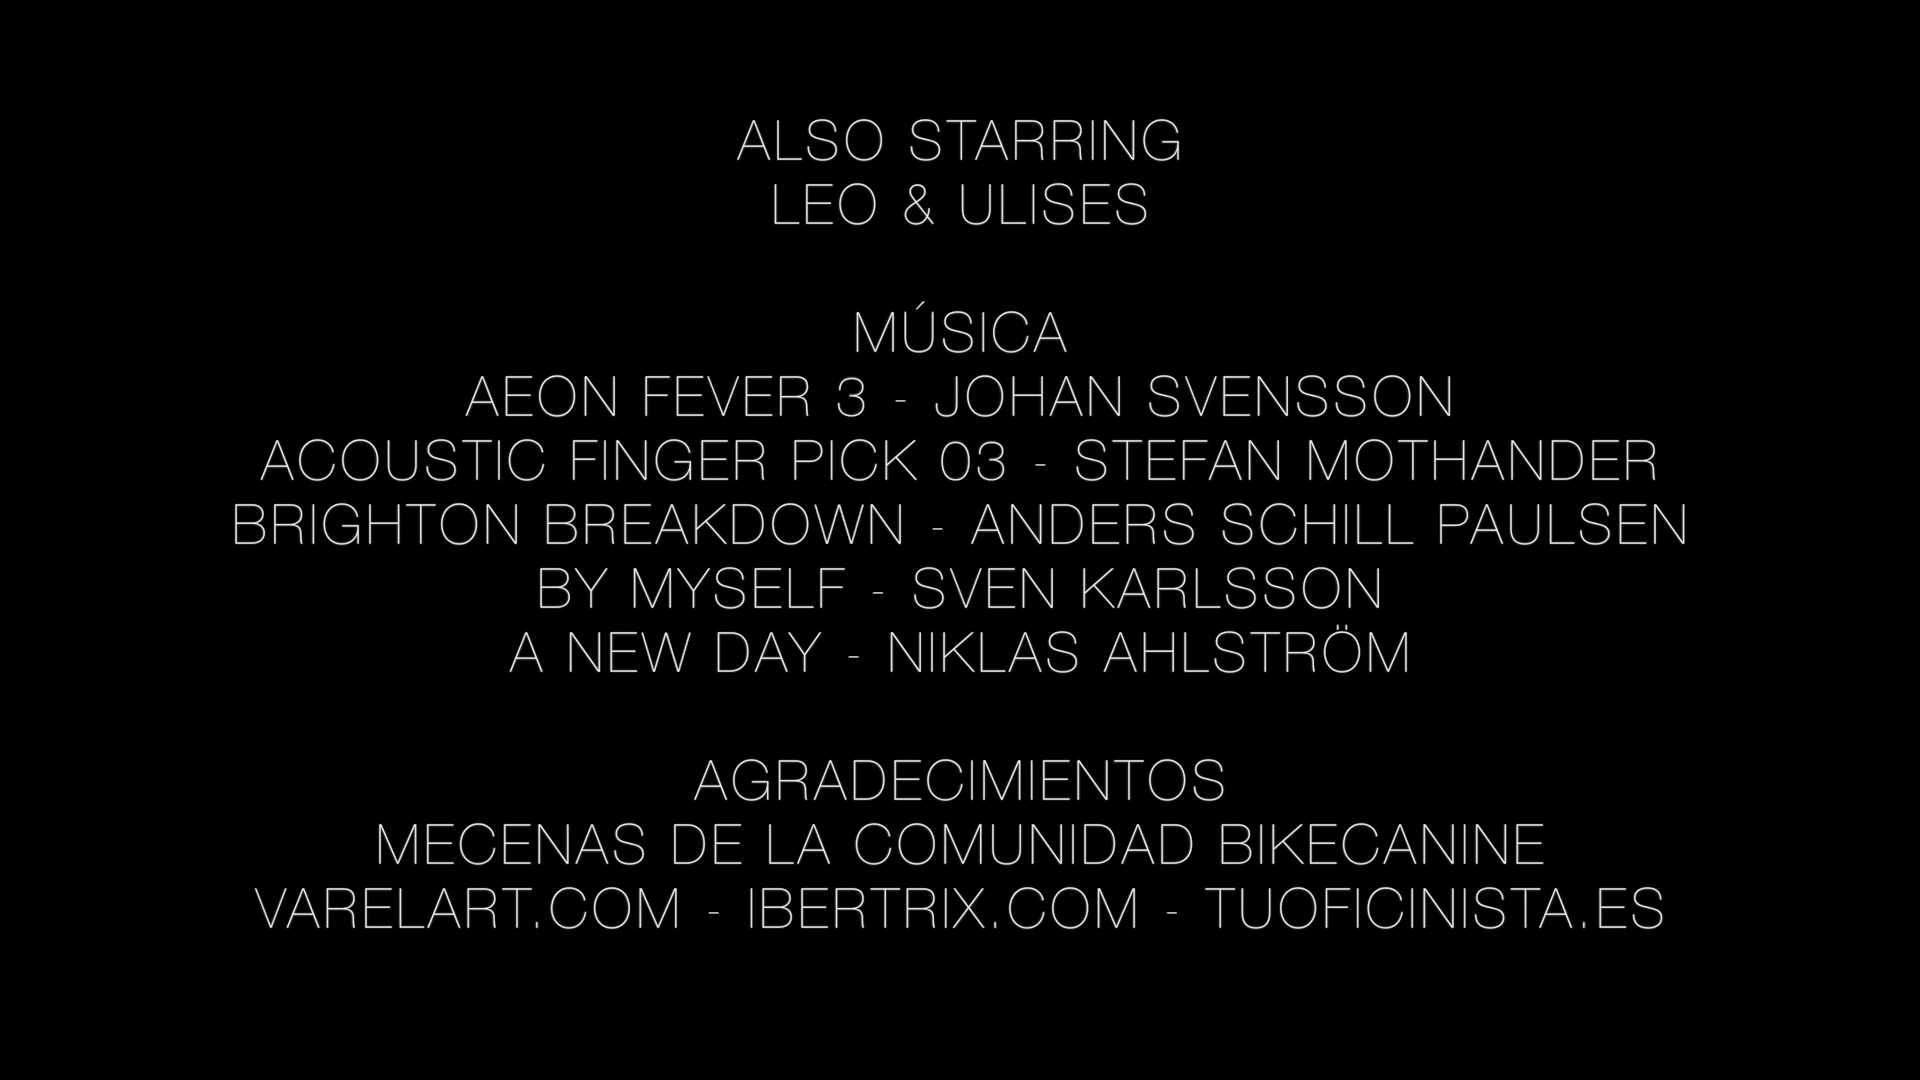 ALSO STARRING
LEO & ULISES
MÚSICA
AEON FEVER 3 - JOHAN SVENSSON
ACOUSTIC FINGER PICK 03 - STEFAN MOTHANDER
BRIGHTON BREAKDOWN - ANDERS SCHILL PAULSEN
BY MYSELF - SVEN KARLSSON
A NEW DAY - NIKLAS AHLSTRÖM
AGRADECIMIENTOS
MECENAS DE LA COMUNIDAD BIKECANINE
VARELART.COM - IBERTRIX.COM - TUOFICINISTA.ES